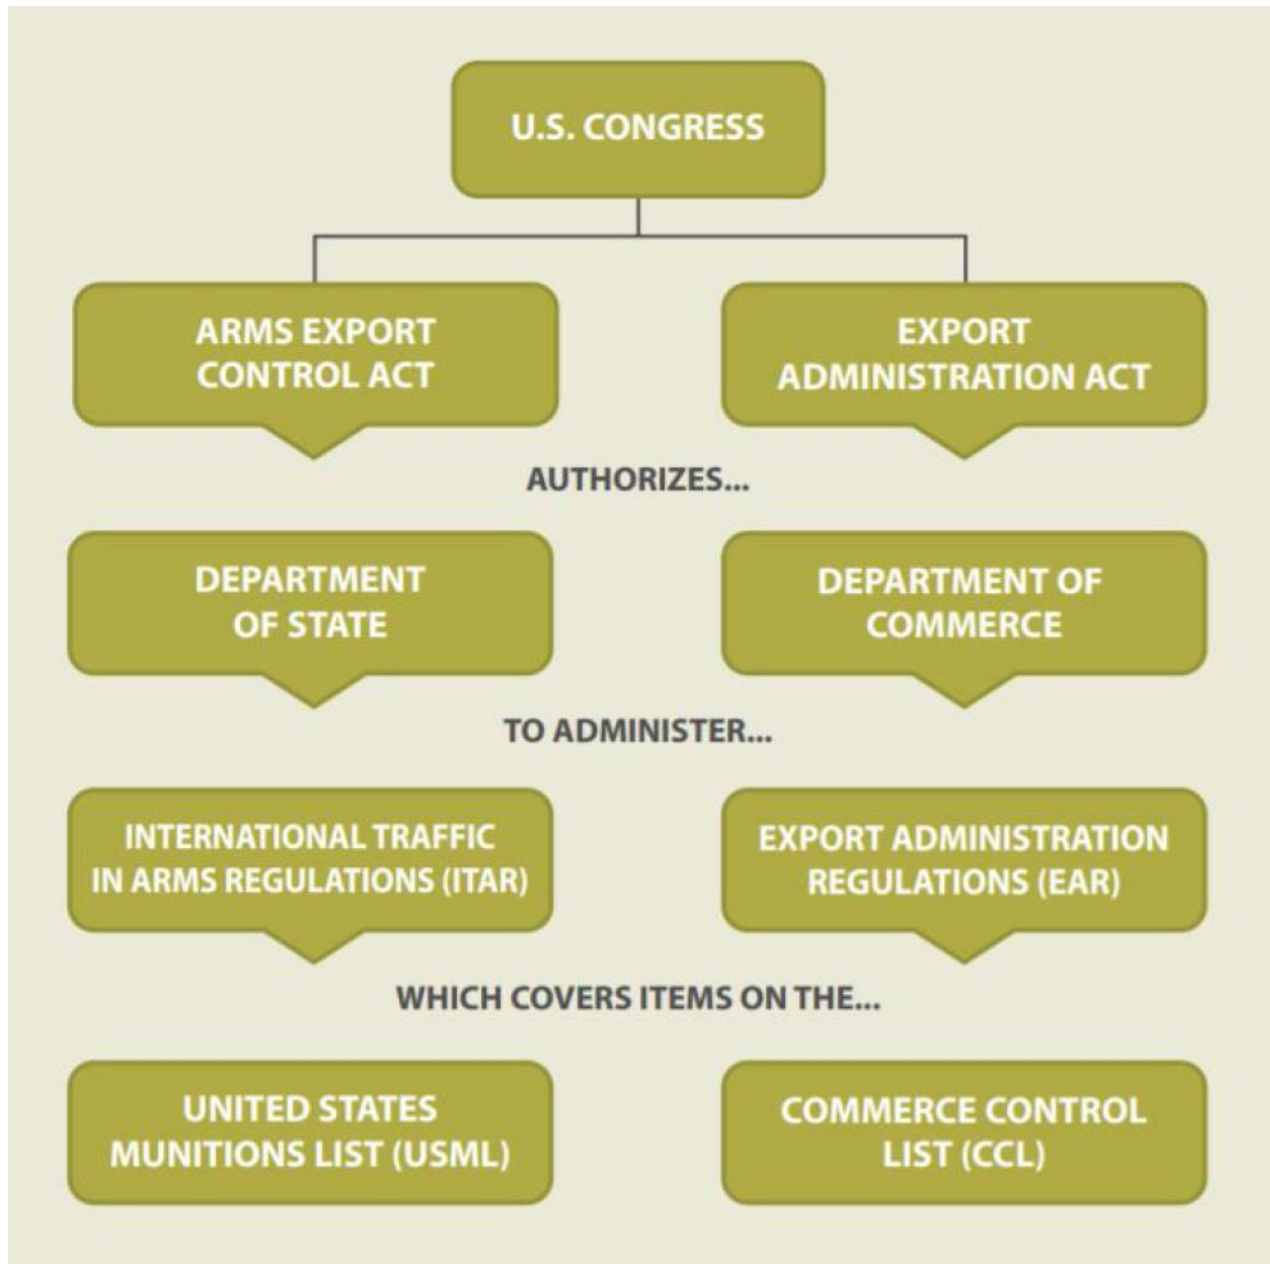 U.S. CONGRESS
ARMS EXPORT
CONTROL ACT
EXPORT
ADMINISTRATION ACT
AUTHORIZES...
DEPARTMENT
OF STATE
DEPARTMENT OF
COMMERCE
TO ADMINISTER...
INTERNATIONAL TRAFFIC
IN ARMS REGULATIONS (ITAR)
EXPORT ADMINISTRATION
REGULATIONS (EAR)
WHICH COVERS ITEMS ON THE...
UNITED STATES
MUNITIONS LIST (USML)
COMMERCE CONTROL
LIST (CCL)